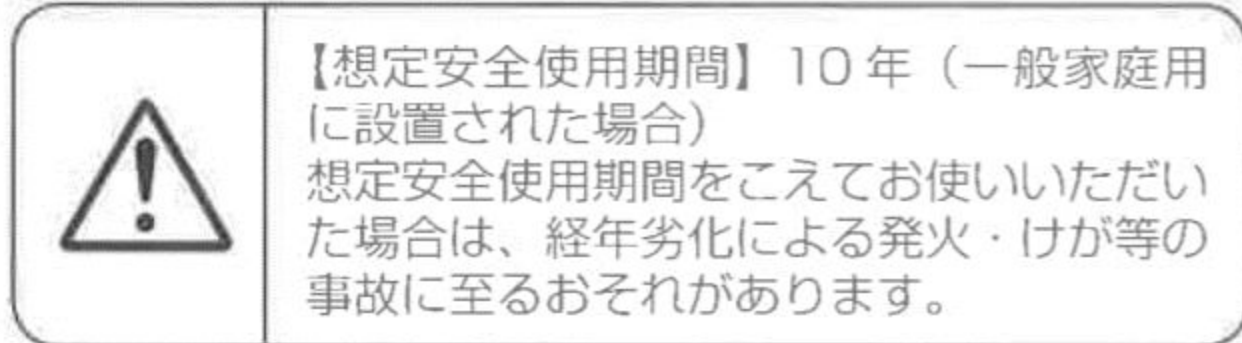 【想定安全使用期間】10年（一般家庭用
に設置された場合）
想定安全使用期間をこえてお使いいただい
た場合は、経年劣化による発火・けが等の
事故に至るおそれがあります。